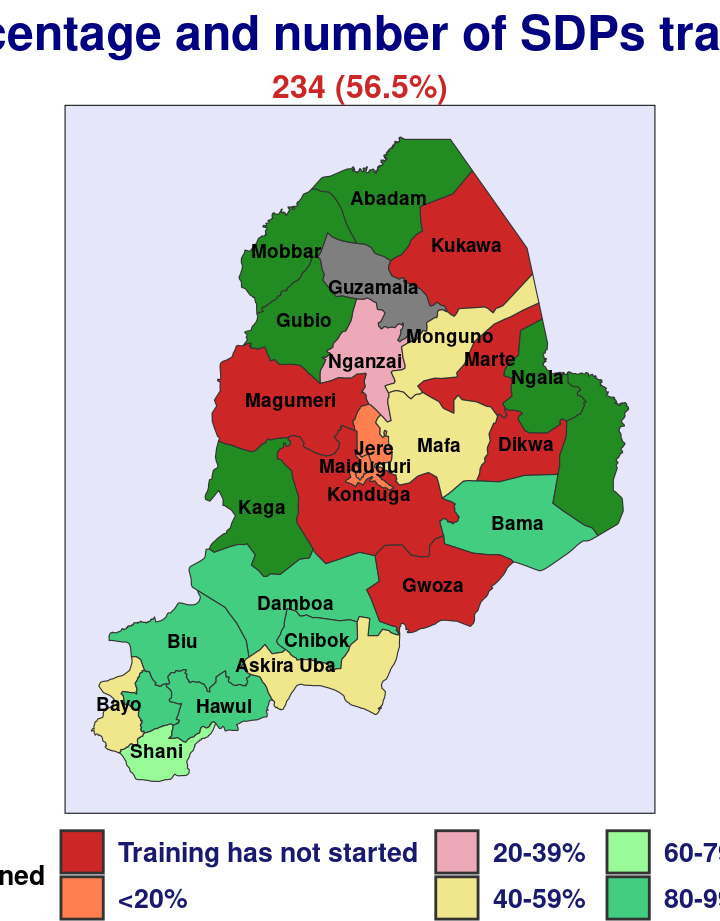 centage and number of SDPs tra
234 (56.5%)
Abadam
Kukawa
Mobbar
Guzamala
Gubio
Monguno
Nganzai
Marte
Ngala
Magumeri
Jere
Mafa
Dikwa
Maiduguri
Konduga
Kaga
Bama
Gwoza
Damboa
Biu
Chibok
Askira Uba
Bayo
Hawul
Shani
ned
Training has not started
20-39%
60-79
<20%
40-59%
80-99